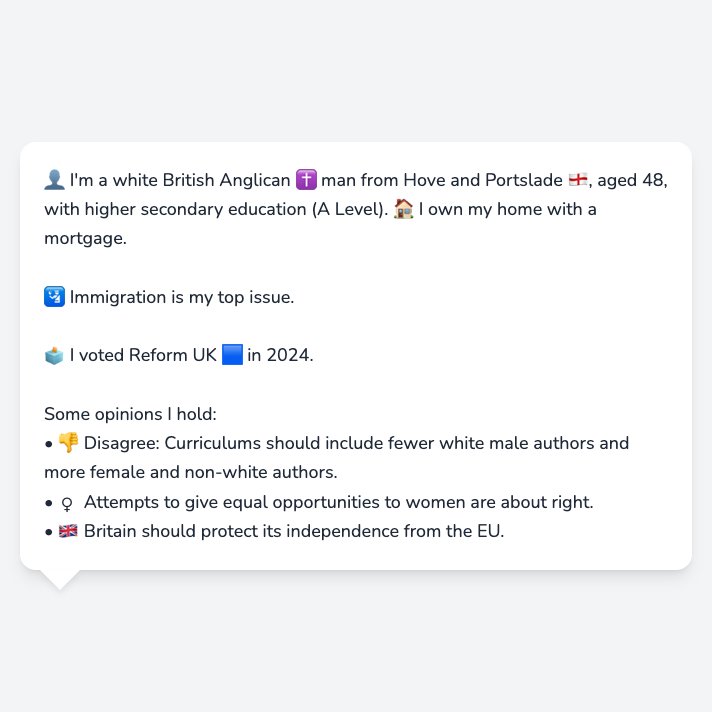 👤 I'm a white British Anglican ✝️ man from Hove and Portslade 🏴󠁧󠁢󠁥󠁮󠁧󠁿, aged 48,
with higher secondary education (A Level). 🏠 I own my home with a
mortgage.
🛂 Immigration is my top issue.
🗳️ I voted Reform UK 🟦 in 2024.
Some opinions I hold:
• 👎 Disagree: Curriculums should include fewer white male authors and
more female and non-white authors.
• ♀ Attempts to give equal opportunities to women are about right.
• 🇬🇧 Britain should protect its independence from the EU.